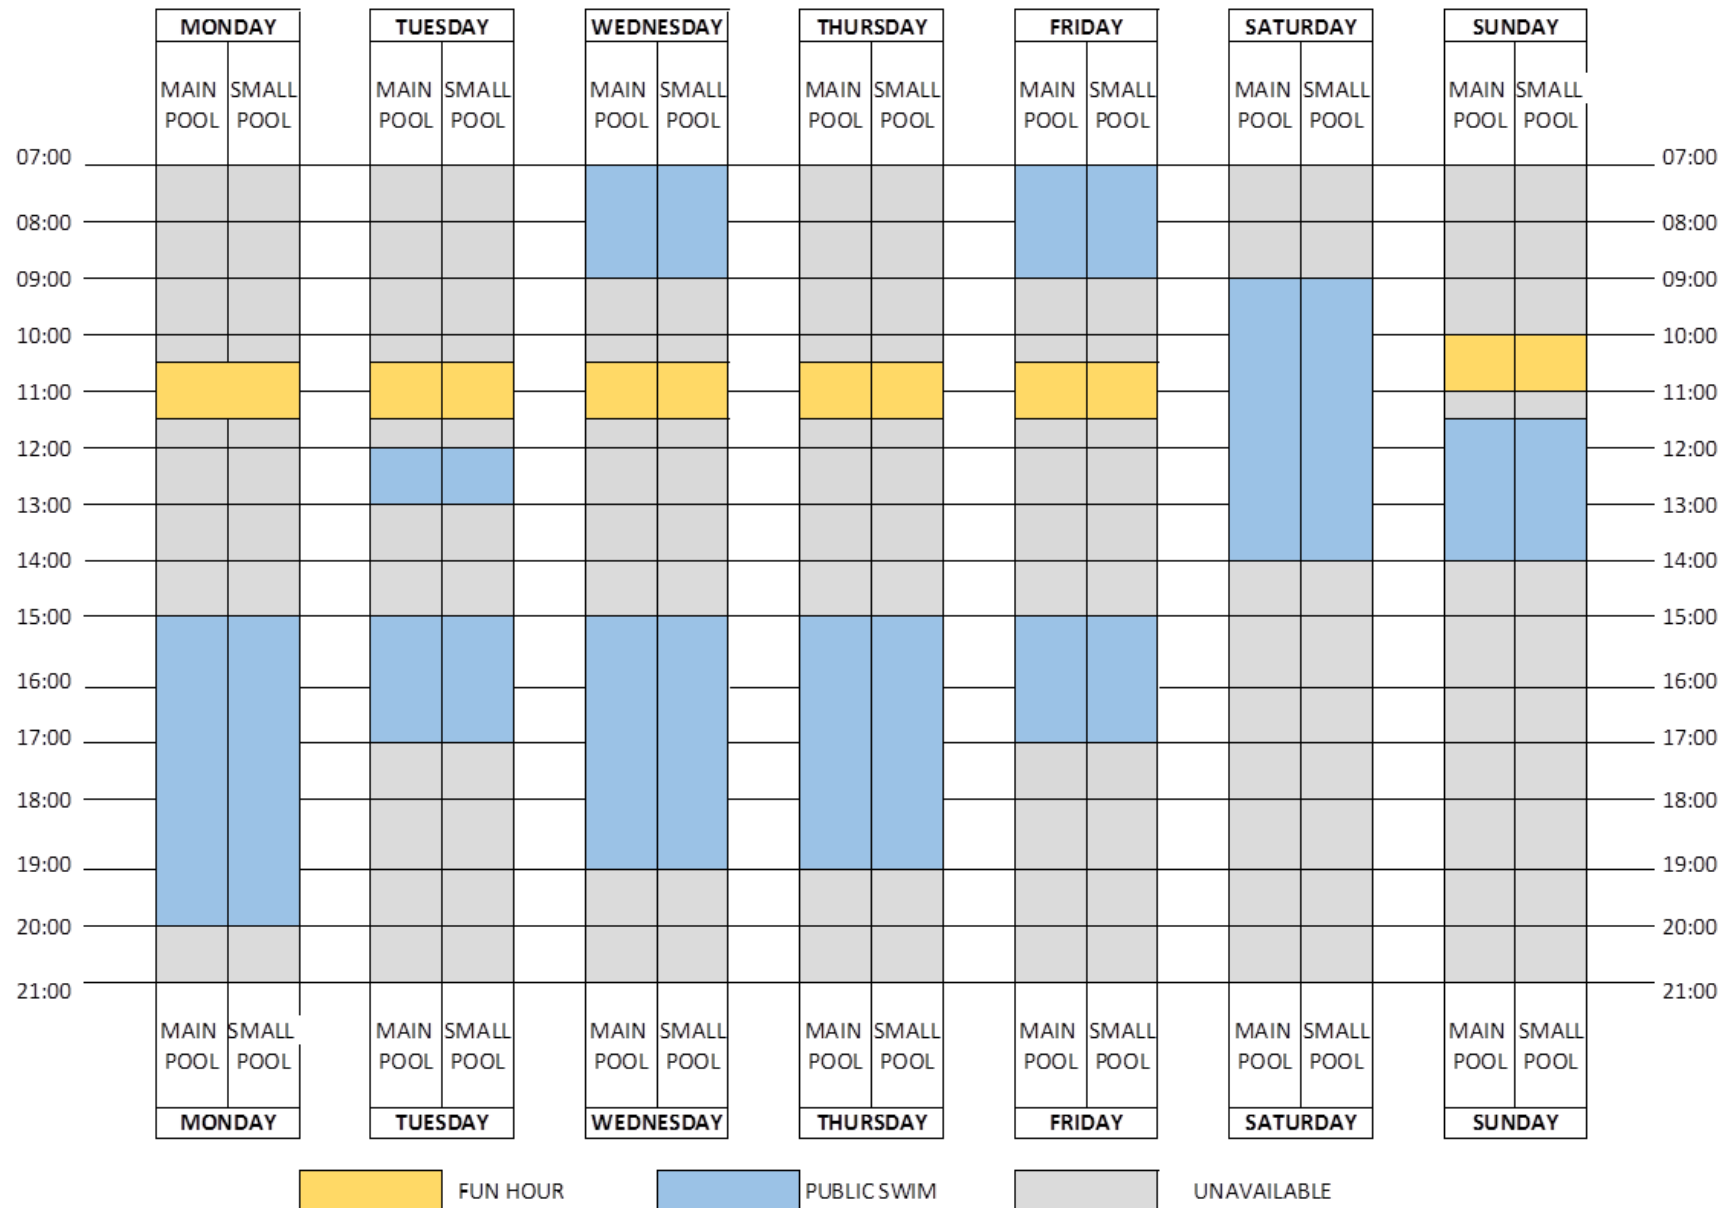 MONDAY TUESDAY WEDNESDAY THURSDAY FRIDAY SATURDAY SUNDAY
MAIN SMALL MAIN SMALL MAIN SMALL MAIN SMALL MAIN SMALL MAIN SMALL MAIN SMALL
POOL POOL POOL POOL POOL POOL POOL POOL POOL POOL POOL POOL POOL POOL
07:00 07:00
08:00 08:00
09:00 09:00
10:00 10:00
11:00 11:00
12:00 12:00
13:00 13:00
14:00 14:00
15:00 15:00
16:00 16:00
17:00 17:00
18:00 18:00
19:00 19:00
20:00 20:00
21:00 21:00
MAIN SMALL MAIN SMALL MAIN SMALL MAIN SMALL MAIN SMALL MAIN SMALL MAIN SMALL
POOL POOL POOL POOL POOL POOL POOL POOL POOL POOL POOL POOL POOL POOL
MONDAY TUESDAY WEDNESDAY THURSDAY FRIDAY SATURDAY SUNDAY
FUN HOUR PUBLIC SWIM UNAVAILABLE